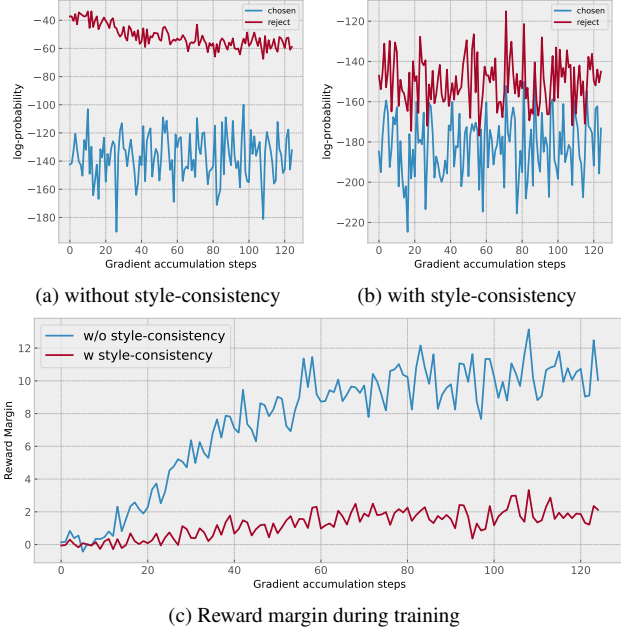 chosen
reject
−40
−60
−80
−100
−120
−140
−160
−180
log-probability
0 20 40 60 80 100 120
Gradient accumulation steps
(a) without style-consistency
chosen
reject
−120
−140
−160
−180
−200
−220
log-probability
0 20 40 60 80 100 120
Gradient accumulation steps
(b) with style-consistency
w/o style-consistency
w style-consistency
12
10
8
6
4
2
0
Reward Margin
0 20 40 60 80 100 120
Gradient accumulation steps
(c) Reward margin during training